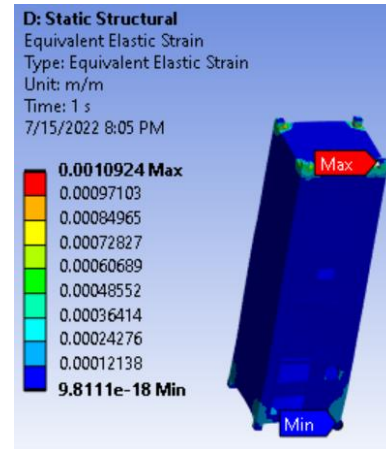 D: Static Structural
Equivalent Elastic Strain
Type: Equivalent Elastic Strain
Unit: m/m
Time: 1 s
7/15/2022 8:05 PM
0.0010924 Max
0.00097103
0.00084965
0.00072827
0.00060689
0.00048552
0.00036414
0.00024276
0.00012138
9.8111e-18 Min
Max
Min